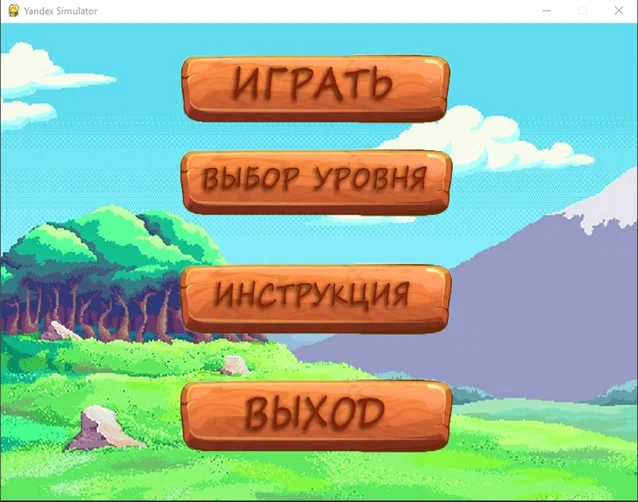 Yandex Simulator
ИГРАТЬ
ВЫБОР УРОВНЯ
ИНСТРУКЦИЯ
ВЫХОД